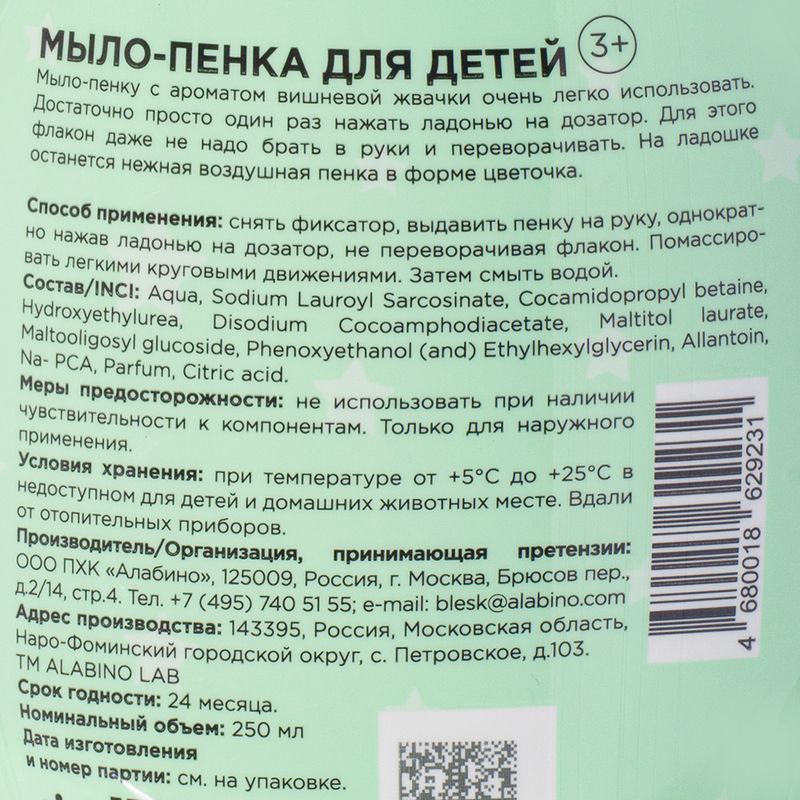 МЫЛО-ПЕНКА ДЛЯ ДЕТЕЙ 3+
Мыло-пенку с ароматом вишневой жвачки очень легко использовать.
Достаточно просто один раз нажать ладонью на дозатор. Для этого
флакон даже не надо брать в руки и переворачивать. На ладошке
останется нежная воздушная пенка в форме цветочка.
Способ применения: снять фиксатор, выдавить пенку на руку, однократ-
но нажав ладонью на дозатор, не переворачивая флакон. Помассиро-
вать легкими круговыми движениями. Затем смыть водой.
Состав/INCI: Aqua, Sodium Lauroyl Sarcosinate, Cocamidopropyl betaine,
Hydroxyethylurea, Disodium Cocoamphodiacetate, Maltitol laurate,
Maltooligosyl glucoside, Phenoxyethanol (and) Ethylhexylglycerin, Allantoin,
Na- PCA, Parfum, Citric acid.
Меры предосторожности: не использовать при наличии
чувствительности к компонентам. Только для наружного
применения.
Условия хранения: при температуре от +5°С до +25°С в
недоступном для детей и домашних животных месте. Вдали
от отопительных приборов.
Производитель/Организация, принимающая претензии:
ООО ПХК «Алабино», 125009, Россия, г. Москва, Брюсов пер.,
д.2/14, стр.4. Тел. +7 (495) 740 51 55; e-mail: blesk@alabino.com
Адрес производства: 143395, Россия, Московская область,
Наро-Фоминский городской округ, с. Петровское, д.103.
TM ALABINO LAB
Срок годности: 24 месяца.
Номинальный объем: 250 мл
Дата изготовления
и номер партии: см. на упаковке.
4 680018 629231